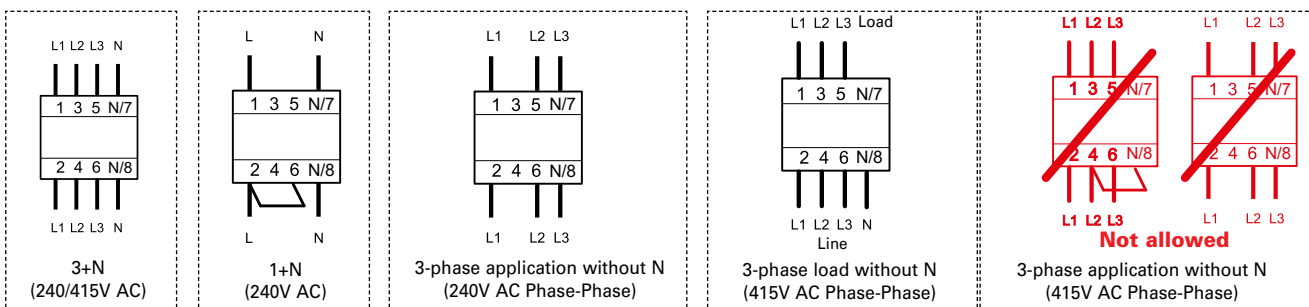 L1 L2 L3 N
1 3 5 N/7
2 4 6 N/8
L1 L2 L3 N
3+N
(240/415V AC)
L N
1 3 5 N/7
2 4 6 N/8
L N
1+N
(240V AC)
L1 L2 L3
1 3 5 N/7
2 4 6 N/8
L1 L2 L3
3-phase application without N
(240V AC Phase-Phase)
L1 L2 L3 Load
1 3 5 N/7
2 4 6 N/8
L1 L2 L3 N
Line
3-phase load without N
(415V AC Phase-Phase)
L1 L2 L3
1 3 5 N/7
2 4 6 N/8
L1 L2 L3
L1 L2 L3
1 3 5 N/7
2 4 6 N/8
L1 L2 L3
Not allowed
3-phase application without N
(415V AC Phase-Phase)